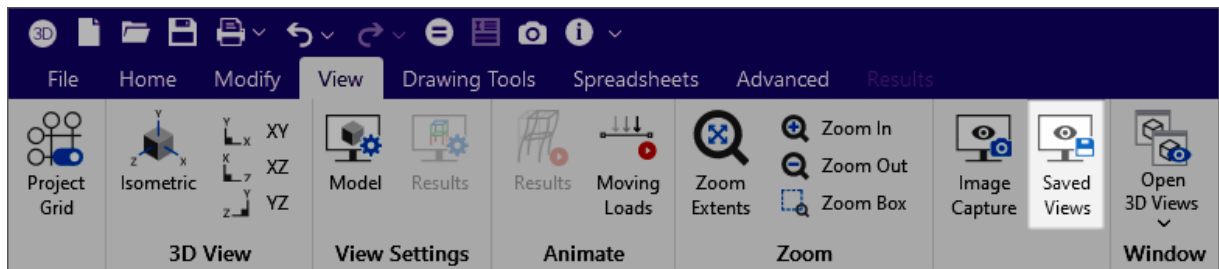 3D
File Home Modify View Drawing Tools Spreadsheets Advanced Results
Project Grid
Isometric
Y
z x
Y
x XY
X
z XZ
Y
z YZ
Model
Results
Results
Moving
Loads
Zoom
Extents
Zoom In
Zoom Out
Zoom Box
Image
Capture
Saved
Views
Open
3D Views
3D View View Settings Animate Zoom Window